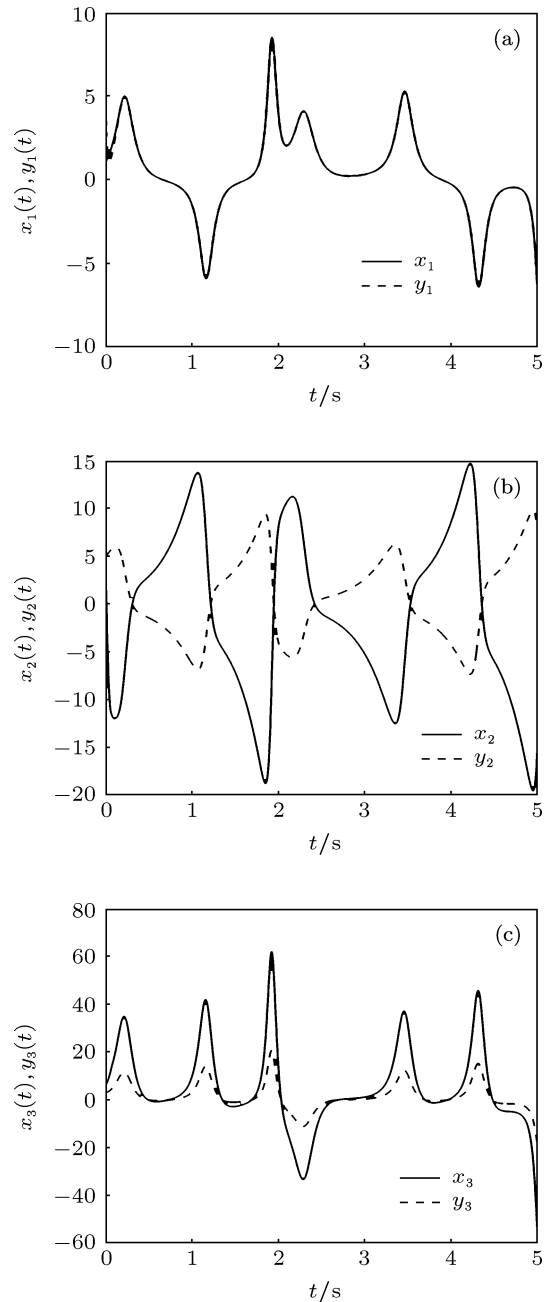 (a)
10
5
0
−5
−10
x₁(t), y₁(t)
x₁
y₁
0 1 2 3 4 5
t/s
(b)
15
10
5
0
−5
−10
−15
−20
x₂(t), y₂(t)
x₂
y₂
0 1 2 3 4 5
t/s
(c)
80
60
40
20
0
−20
−40
−60
x₃(t), y₃(t)
x₃
y₃
0 1 2 3 4 5
t/s